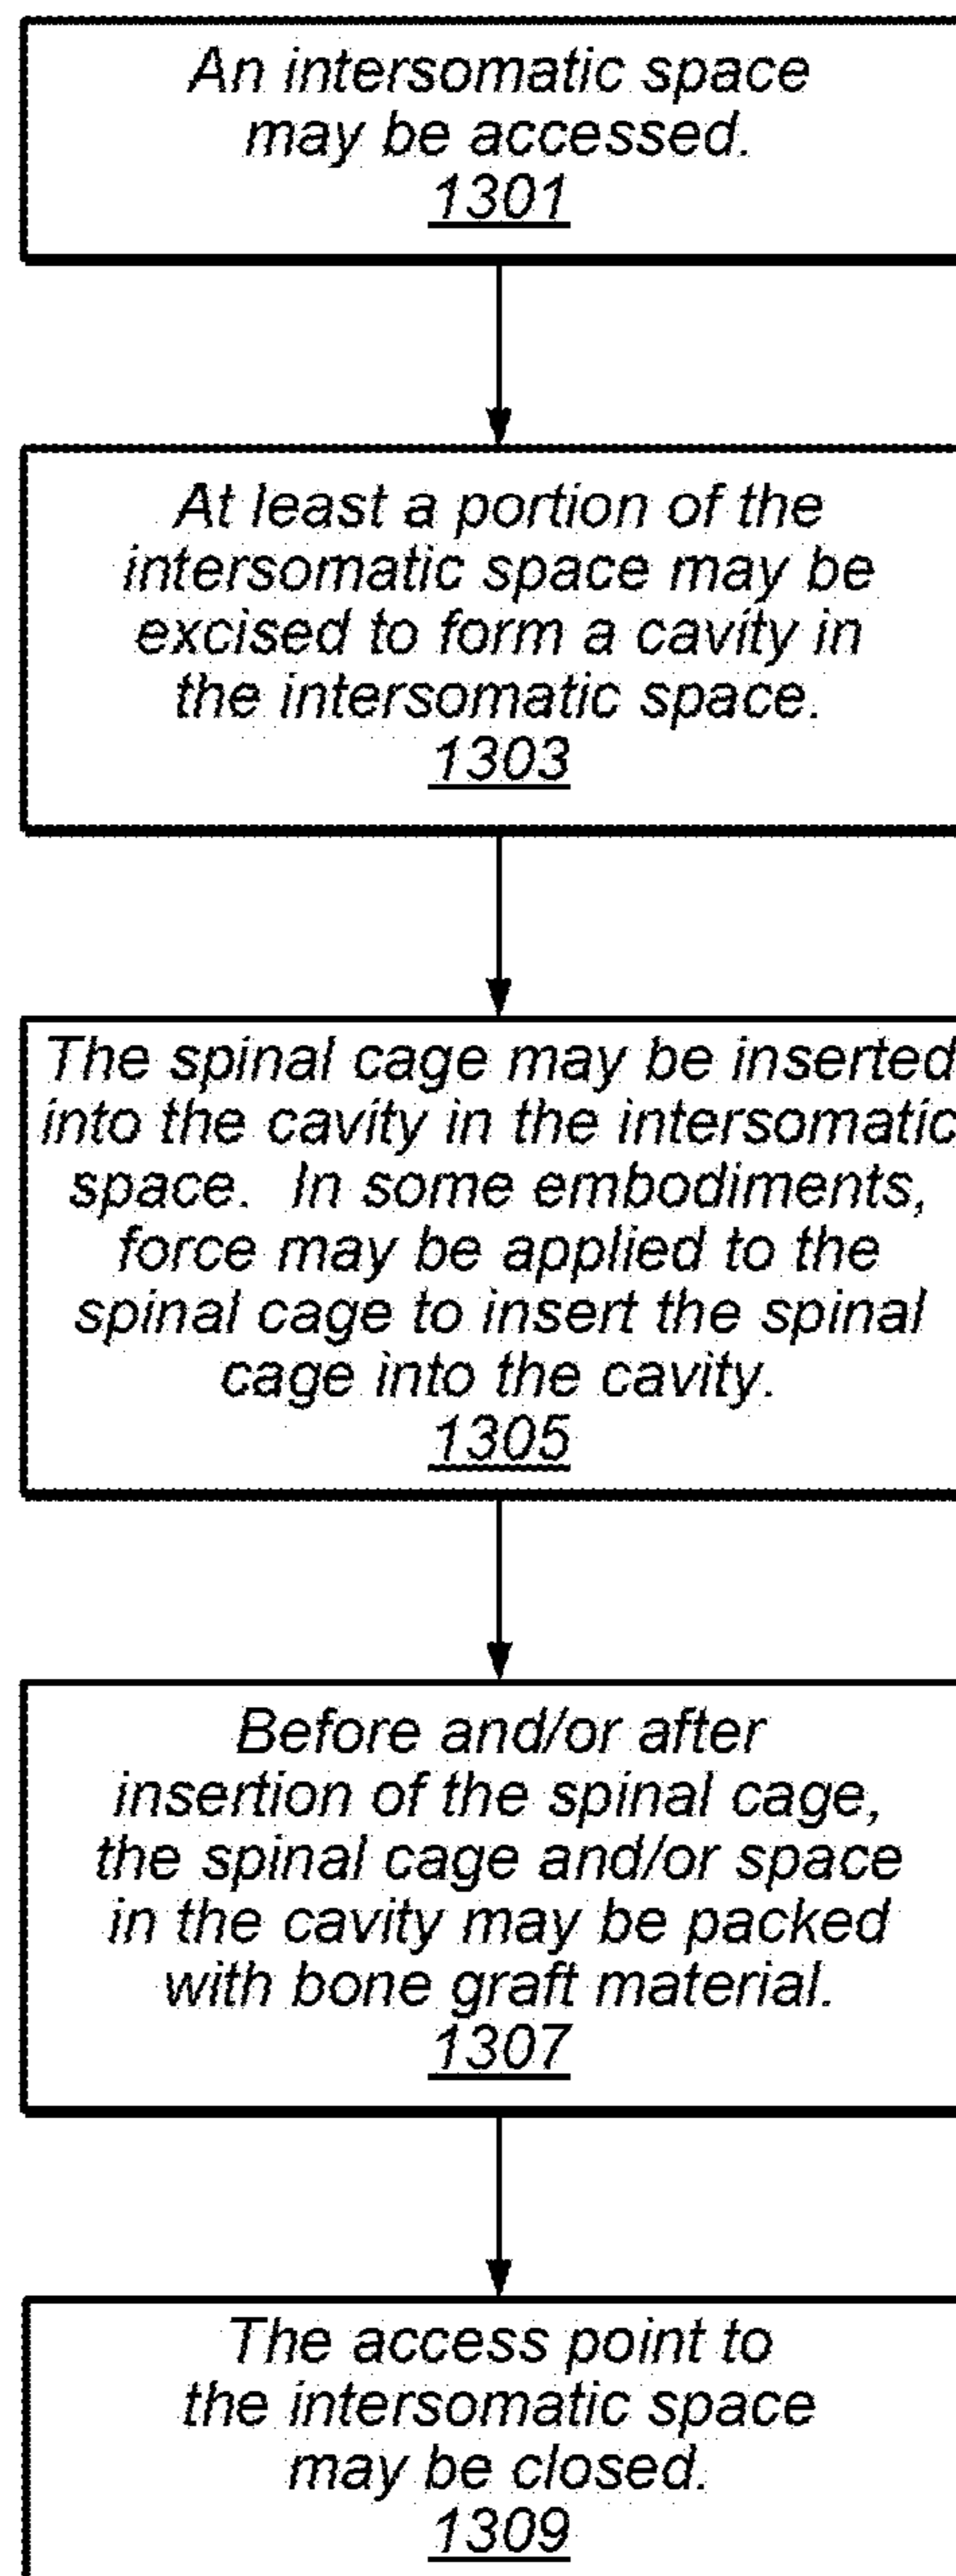 An intersomatic space
may be accessed.
1301
At least a portion of the
intersomatic space may be
excised to form a cavity in
the intersomatic space.
1303
The spinal cage may be inserted
into the cavity in the intersomatic
space. In some embodiments,
force may be applied to the
spinal cage to insert the spinal
cage into the cavity.
1305
Before and/or after
insertion of the spinal cage,
the spinal cage and/or space
in the cavity may be packed
with bone graft material.
1307
The access point to
the intersomatic space
may be closed.
1309